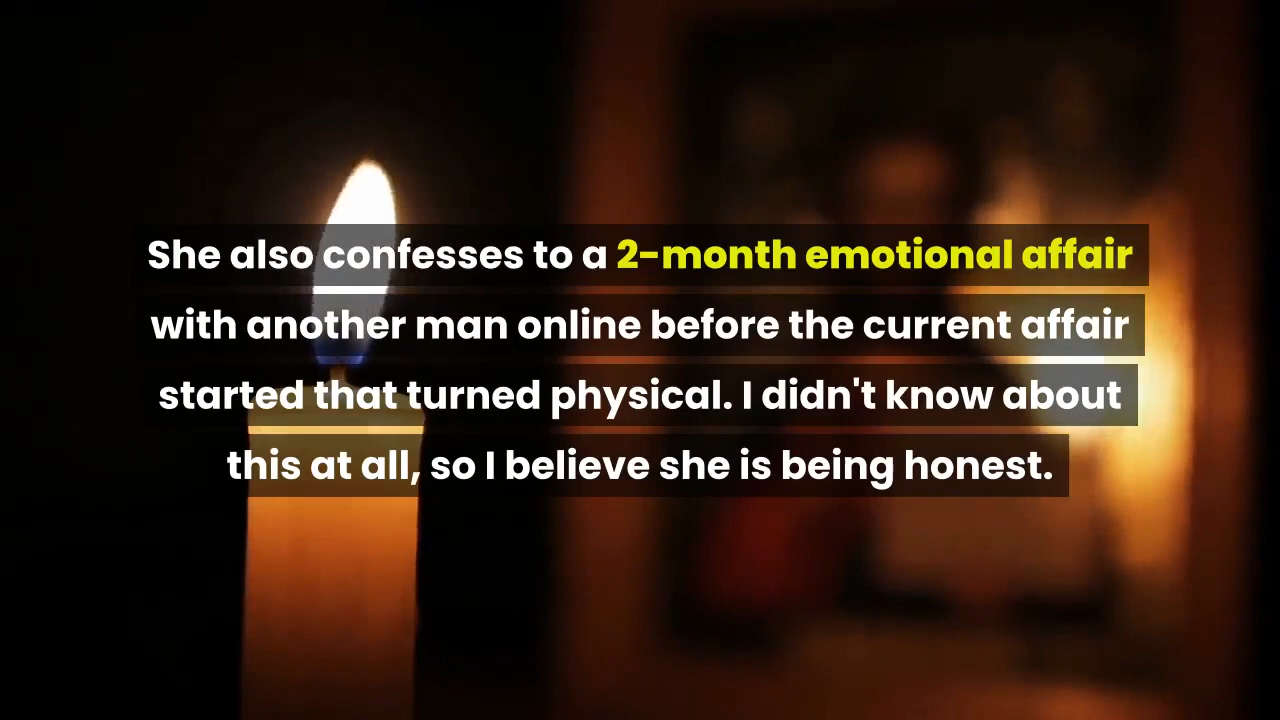 She also confesses to a 2-month emotional affair
with another man online before the current affair
started that turned physical. I didn't know about
this at all, so I believe she is being honest.